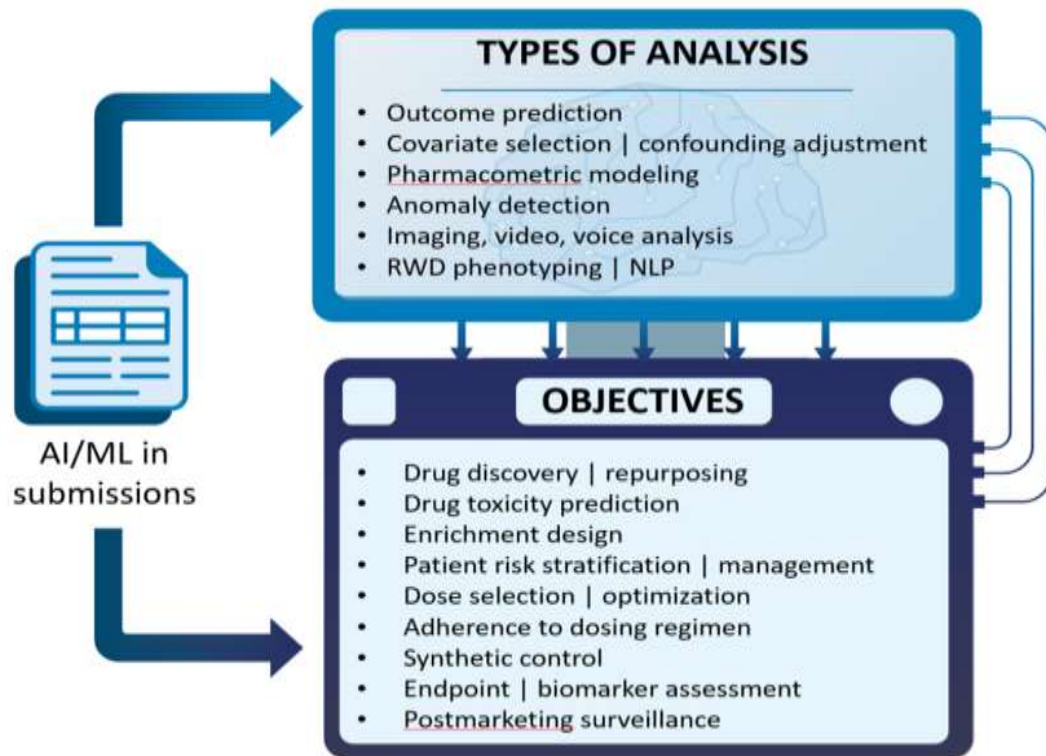 TYPES OF ANALYSIS
• Outcome prediction
• Covariate selection | confounding adjustment
• Pharmacometric modeling
• Anomaly detection
• Imaging, video, voice analysis
• RWD phenotyping | NLP
AI/ML in
submissions
OBJECTIVES
• Drug discovery | repurposing
• Drug toxicity prediction
• Enrichment design
• Patient risk stratification | management
• Dose selection | optimization
• Adherence to dosing regimen
• Synthetic control
• Endpoint | biomarker assessment
• Postmarketing surveillance